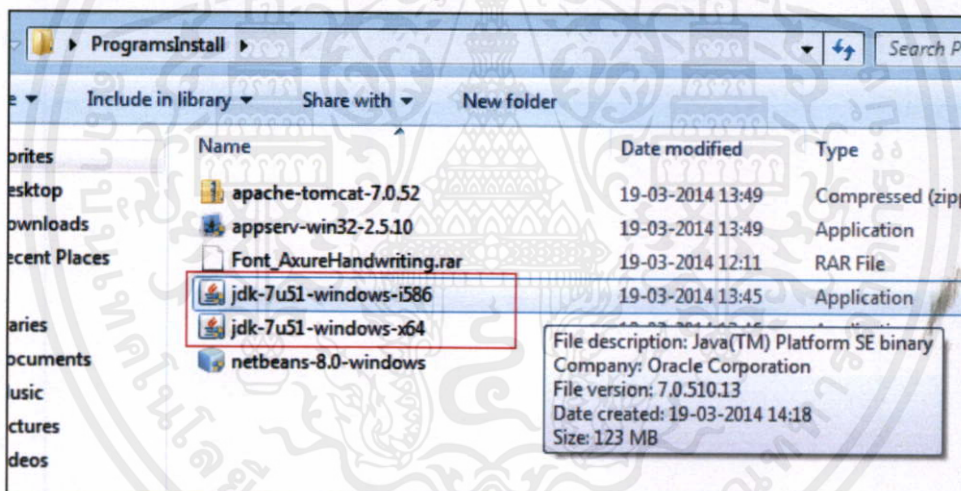 ProgramsInstall
Search P
Include in library
Share with
New folder
Name
Date modified
Type
apache-tomcat-7.0.52
19-03-2014 13:49
Compressed (zipp
appserv-win32-2.5.10
19-03-2014 13:49
Application
Font_AxureHandwriting.rar
19-03-2014 12:11
RAR File
jdk-7u51-windows-i586
19-03-2014 13:45
Application
jdk-7u51-windows-x64
netbeans-8.0-windows
File description: Java(TM) Platform SE binary
Company: Oracle Corporation
File version: 7.0.510.13
Date created: 19-03-2014 14:18
Size: 123 MB
orites
esktop
ownloads
ecent Places
aries
ocuments
usic
ctures
deos